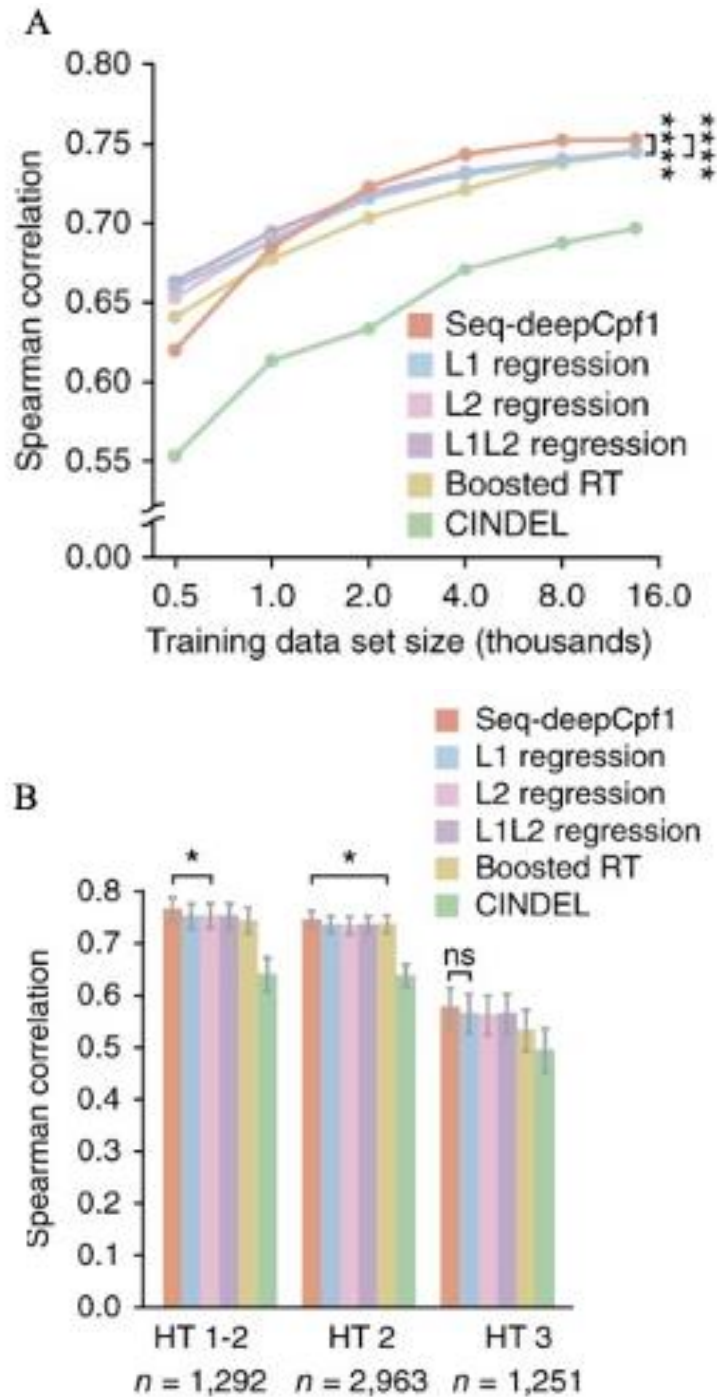 A
Spearman correlation
0.80
0.75
0.70
0.65
0.60
0.55
0.00
****
****
Seq-deepCpf1
L1 regression
L2 regression
L1L2 regression
Boosted RT
CINDEL
0.5 1.0 2.0 4.0 8.0 16.0
Training data set size (thousands)
B
Seq-deepCpf1
L1 regression
L2 regression
L1L2 regression
Boosted RT
CINDEL
Spearman correlation
0.8
0.7
0.6
0.5
0.4
0.3
0.2
0.1
0.0
*
*
ns
HT 1-2 HT 2 HT 3
n = 1,292 n = 2,963 n = 1,251